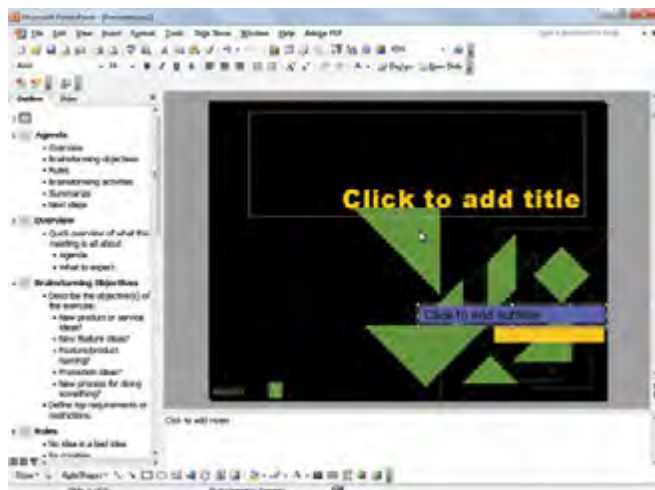 Microsoft PowerPoint - [Presentation2]
File Edit View Insert Format Tools Slide Show Window Help Adobe PDF
Outline Slides
Agenda
• Overview
• Brainstorming objectives
• Rules
• Brainstorming activities
• Summarize
• Next steps
Overview
• Quick overview of what this
meeting is all about
• Agenda
• What to expect
Brainstorming Objectives
• Describe the objective(s) of
the exercise
• New product or service
ideas?
• New feature ideas?
• Feature/product
naming?
• Promotion ideas?
• New process for doing
something?
• Define top requirements or
restrictions
Rules
• No idea is a bad idea
Click to add title
Click to add subtitle
Click to add notes
Draw AutoShapes